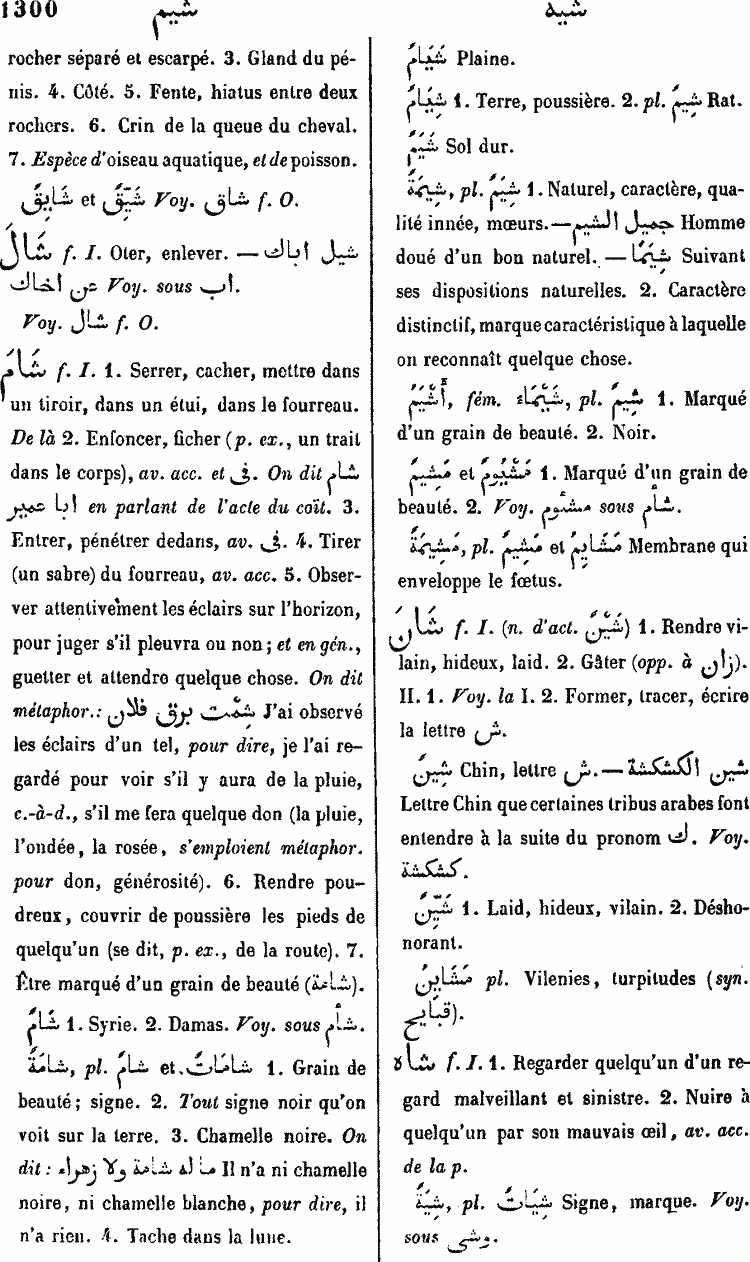 1300 شيم شيه
rocher séparé et escarpé. 3. Gland du pé-
nis. 4. Côté. 5. Fente, hiatus entre deux
rochers. 6. Crin de la queue du cheval.
7. Espèce d'oiseau aquatique, et de poisson.
شَايِقٌ et شَيِّقٌ Voy. شاق f. O.
شَالَ f. I. Oter, enlever. — شيل اباك
عن اخاك Voy. sous اب.
Voy. شال f. O.
شَامَ f. I. 1. Serrer, cacher, mettre dans
un tiroir, dans un étui, dans le fourreau.
De là 2. Enfoncer, ficher (p. ex., un trait
dans le corps), av. acc. et فى. On dit شام
ابا عمير en parlant de l'acte du coït. 3.
Entrer, pénétrer dedans, av. فى. 4. Tirer
(un sabre) du fourreau, av. acc. 5. Obser-
ver attentivement les éclairs sur l'horizon,
pour juger s'il pleuvra ou non; et en gén.,
guetter et attendre quelque chose. On dit
métaphor.: شِمْت برق فلان J'ai observé
les éclairs d'un tel, pour dire, je l'ai re-
gardé pour voir s'il y aura de la pluie,
c.-à-d., s'il me fera quelque don (la pluie,
l'ondée, la rosée, s'emploient métaphor.
pour don, générosité). 6. Rendre pou-
dreux, couvrir de poussière les pieds de
quelqu'un (se dit, p. ex., de la route). 7.
Être marqué d'un grain de beauté (شامة).
شَامٌ 1. Syrie. 2. Damas. Voy. sous شأم.
شَامَةٌ, pl. شَامٌ et شَامَاتٌ 1. Grain de
beauté; signe. 2. Tout signe noir qu'on
voit sur la terre. 3. Chamelle noire. On
dit : ما له شامة ولا زهراء Il n'a ni chamelle
noire, ni chamelle blanche, pour dire, il
n'a rien. 4. Tache dans la lune.
شَيَامٌ Plaine.
شِيَامٌ 1. Terre, poussière. 2. pl. شِيمٌ Rat.
شَيَمٌ Sol dur.
شِيمَةٌ, pl. شِيَمٌ 1. Naturel, caractère, qua-
lité innée, mœurs. — جميل الشيم Homme
doué d'un bon naturel. — شِيَمًا Suivant
ses dispositions naturelles. 2. Caractère
distinctif, marque caractéristique à laquelle
on reconnaît quelque chose.
أَشْيَمُ, fém. شَيْمَاءُ, pl. شِيمٌ 1. Marqué
d'un grain de beauté. 2. Noir.
مَشِيمٌ et مَشْيُومٌ 1. Marqué d'un grain de
beauté. 2. Voy. مشئوم sous شأم.
مَشِيمَةٌ, pl. مَشِيمٌ et مَشَايِمُ Membrane qui
enveloppe le fœtus.
شَانَ f. I. (n. d'act. شَيْنٌ) 1. Rendre vi-
lain, hideux, laid. 2. Gâter (opp. à زان).
II. 1. Voy. la I. 2. Former, tracer, écrire
la lettre ش.
شِينٌ Chin, lettre ش. — شين الكشكشة
Lettre Chin que certaines tribus arabes font
entendre à la suite du pronom ك. Voy.
كشكشة.
شَيِّنٌ 1. Laid, hideux, vilain. 2. Désho-
norant.
مَشَايِنُ pl. Vilenies, turpitudes (syn.
قبايح).
شاه f. I. 1. Regarder quelqu'un d'un re-
gard malveillant et sinistre. 2. Nuire à
quelqu'un par son mauvais œil, av. acc.
de la p.
شِيَةٌ, pl. شِيَاتٌ Signe, marque. Voy.
sous وشى.